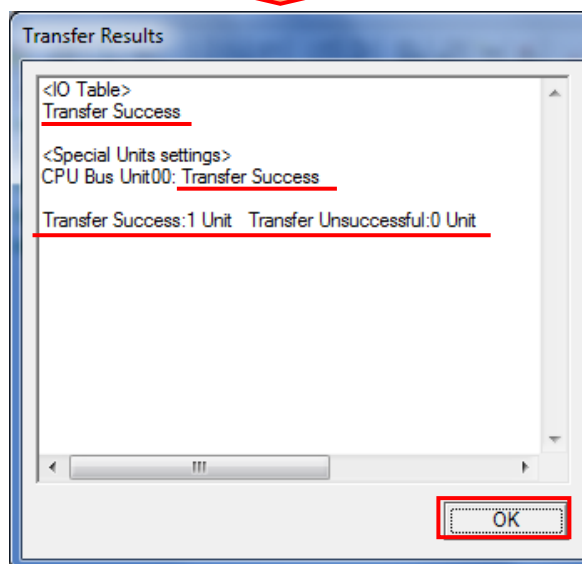 Transfer Results
<IO Table>
Transfer Success
<Special Units settings>
CPU Bus Unit00: Transfer Success
Transfer Success:1 Unit   Transfer Unsuccessful:0 Unit
OK